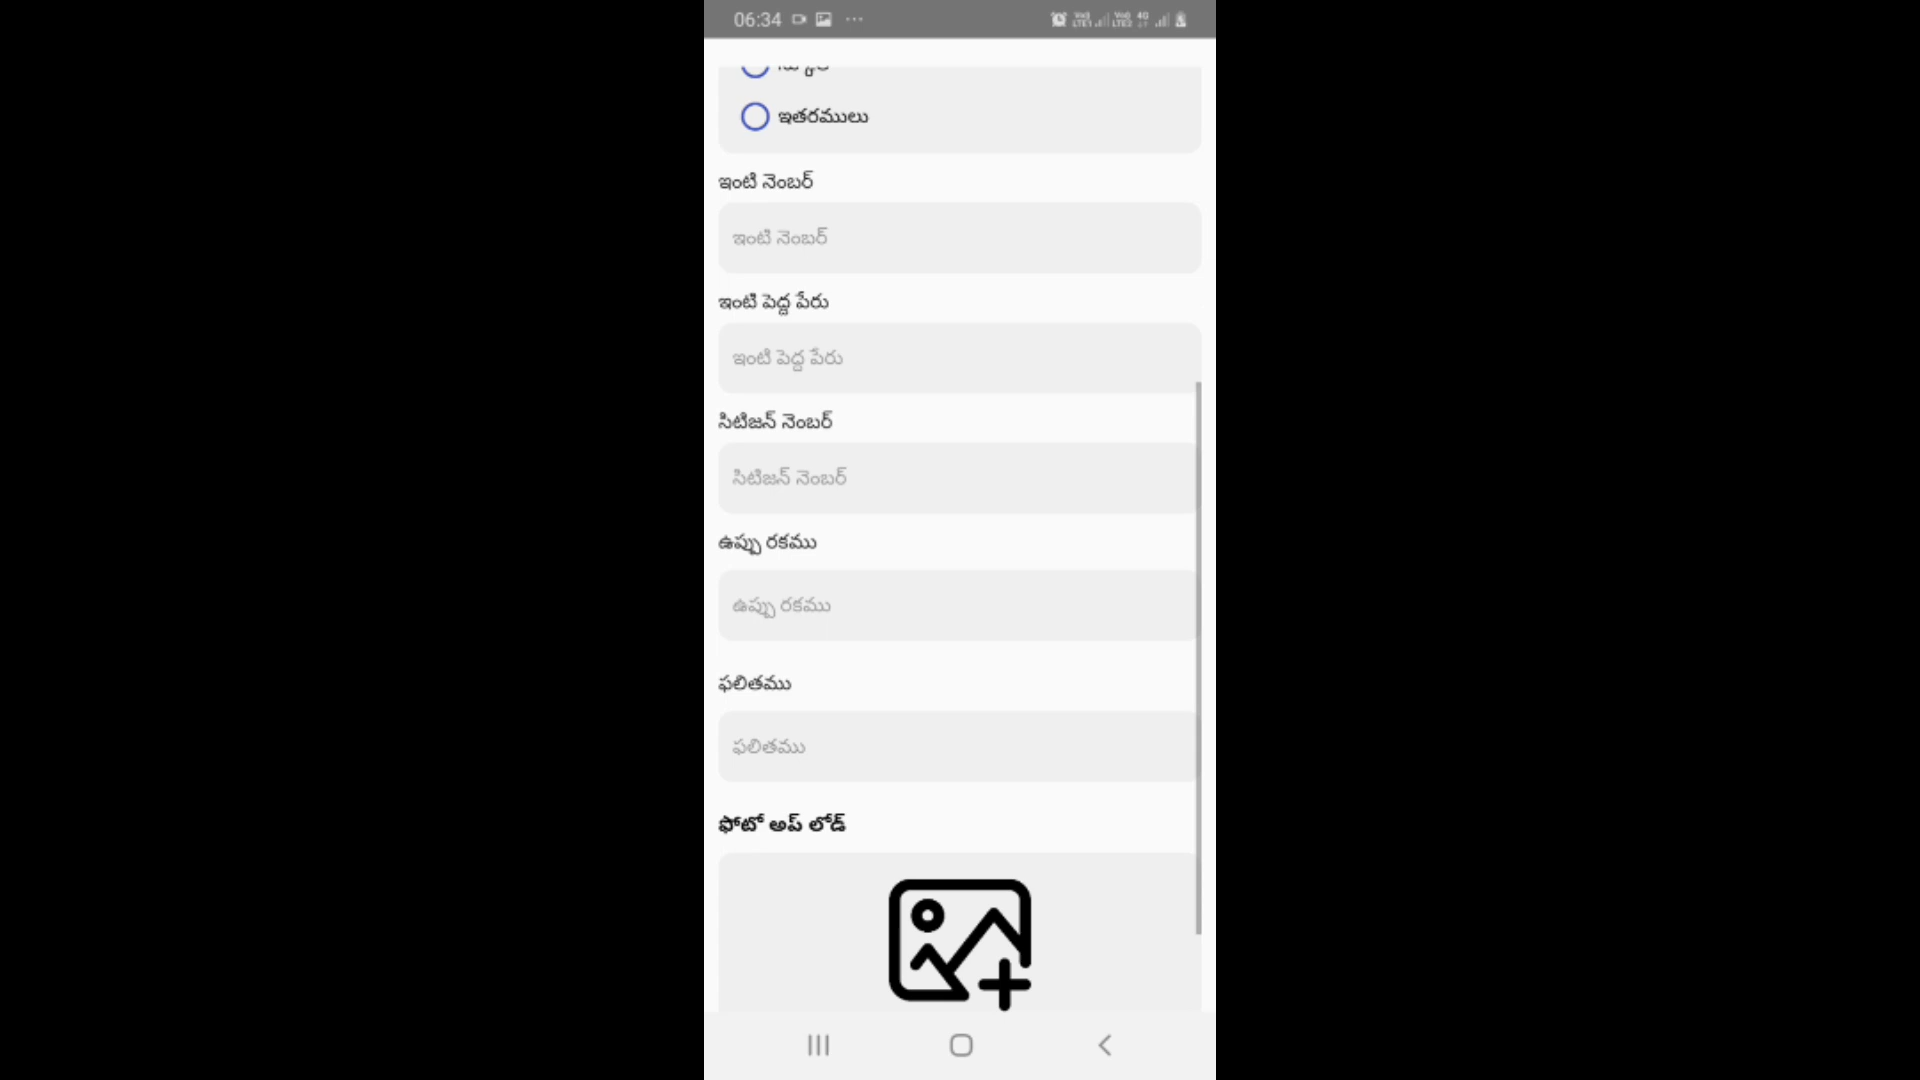 06:34
ఇతరములు
ఇంటి నెంబర్
ఇంటి నెంబర్
ఇంటి పెద్ద పేరు
ఇంటి పెద్ద పేరు
సిటిజన్ నెంబర్
సిటిజన్ నెంబర్
ఉప్పు రకము
ఉప్పు రకము
ఫలితము
ఫలితము
ఫోటో అప్ లోడ్